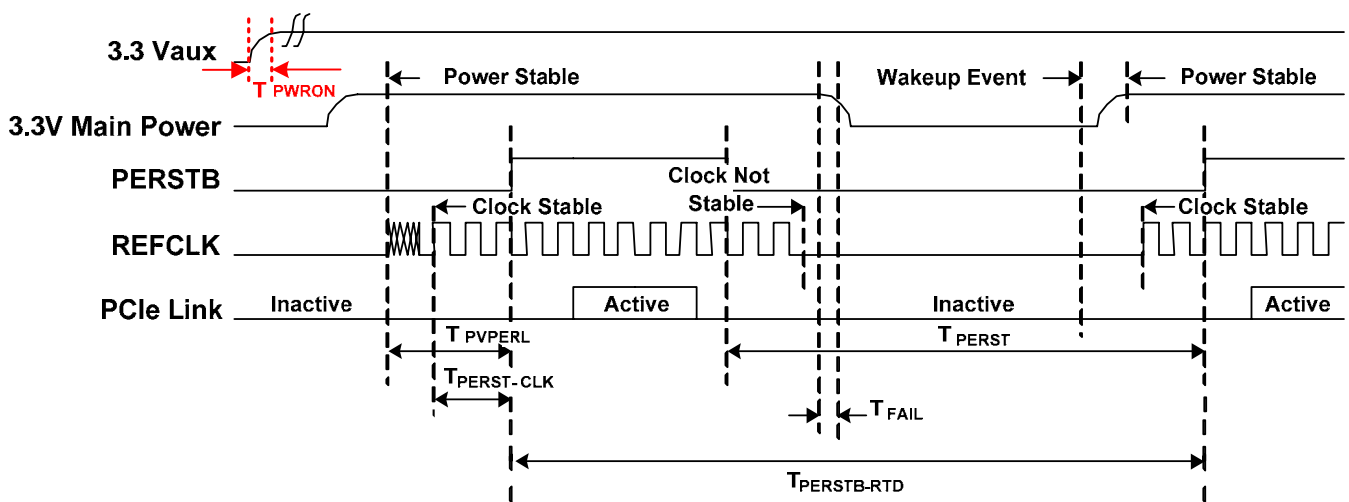 3.3 Vaux
T PWRON
Power Stable
Wakeup Event
Power Stable
3.3V Main Power
PERSTB
Clock Not
Stable
Clock Stable
Clock Stable
REFCLK
PCIe Link
Inactive
Active
Inactive
Active
T PVPERL
T PERST
TPERST-CLK
T FAIL
TPERSTB-RTD